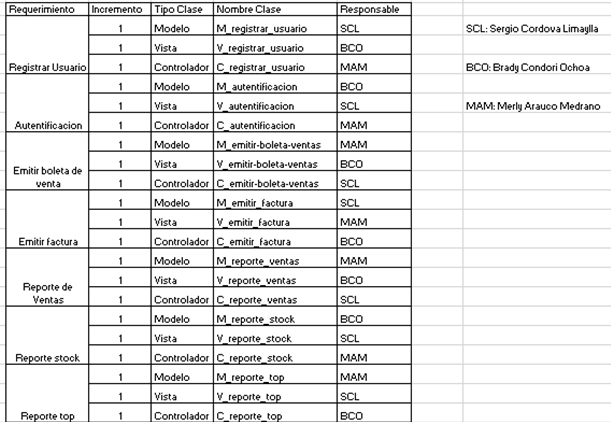 Requerimiento Incremento Tipo Clase Nombre Clase Responsable
1 Modelo M_registrar_usuario SCL SCL: Sergio Cordova Limaylla
1 Vista V_registrar_usuario BCO
Registrar Usuario 1 Controlador C_registrar_usuario MAM BCO: Brady Condori Ochoa
1 Modelo M_autentificacion BCO
1 Vista V_autentificacion SCL MAM: Merly Arauco Medrano
Autentificacion 1 Controlador C_autentificacion MAM
1 Modelo M_emitir-boleta-ventas MAM
Emitir boleta de
1 Vista V_emitir-boleta-ventas BCO
venta 1 Controlador C_emitir-boleta-ventas SCL
1 Modelo M_emitir_factura SCL
1 Vista V_emitir_factura MAM
Emitir factura 1 Controlador C_emitir_factura BCO
1 Modelo M_reporte_ventas MAM
Reporte de
1 Vista V_reporte_ventas BCO
Ventas 1 Controlador C_reporte_ventas SCL
1 Modelo M_reporte_stock BCO
1 Vista V_reporte_stock SCL
Reporte stock 1 Controlador C_reporte_stock MAM
1 Modelo M_reporte_top MAM
1 Vista V_reporte_top SCL
Reporte top 1 Controlador C_reporte_top BCO